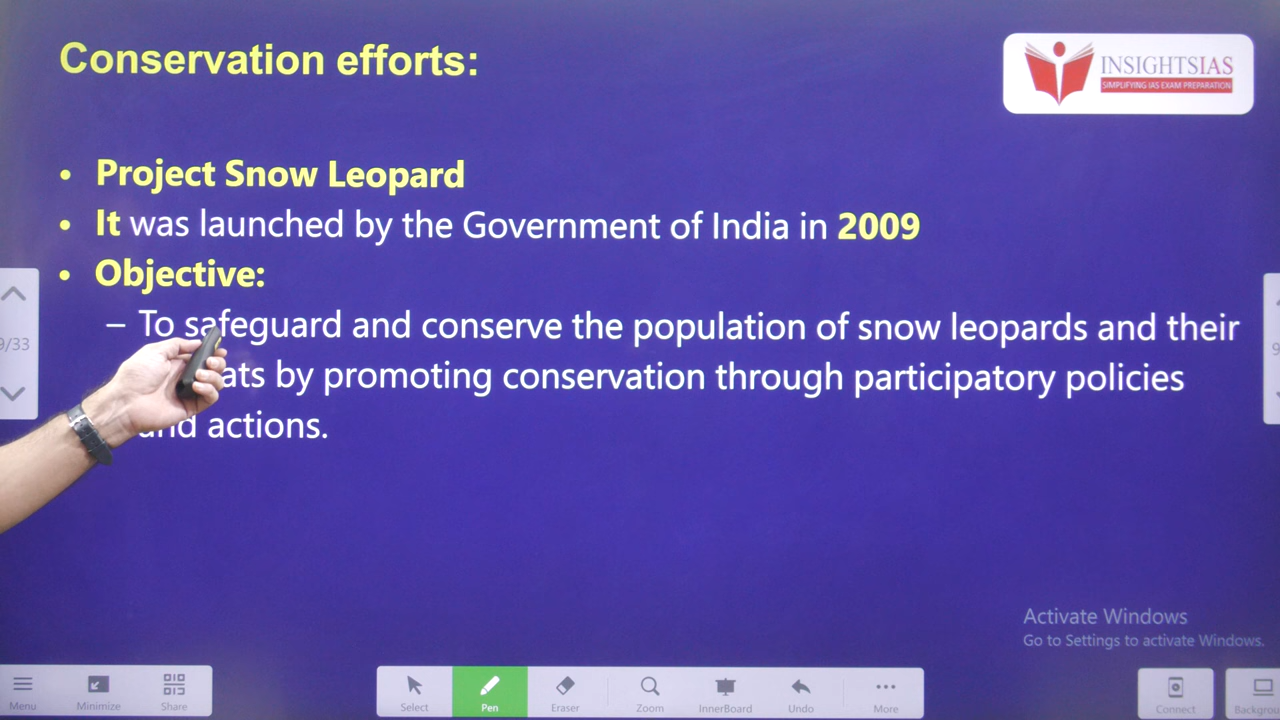 Conservation efforts:
INSIGHTSIAS
SIMPLIFYING IAS EXAM PREPARATION
• Project Snow Leopard
• It was launched by the Government of India in 2009
• Objective:
– To safeguard and conserve the population of snow leopards and their
ats by promoting conservation through participatory policies
and actions.
9/33
9
Activate Windows
Go to Settings to activate Windows.
Menu Minimize Share Select Pen Eraser Zoom InnerBoard Undo More Connect Backgrou